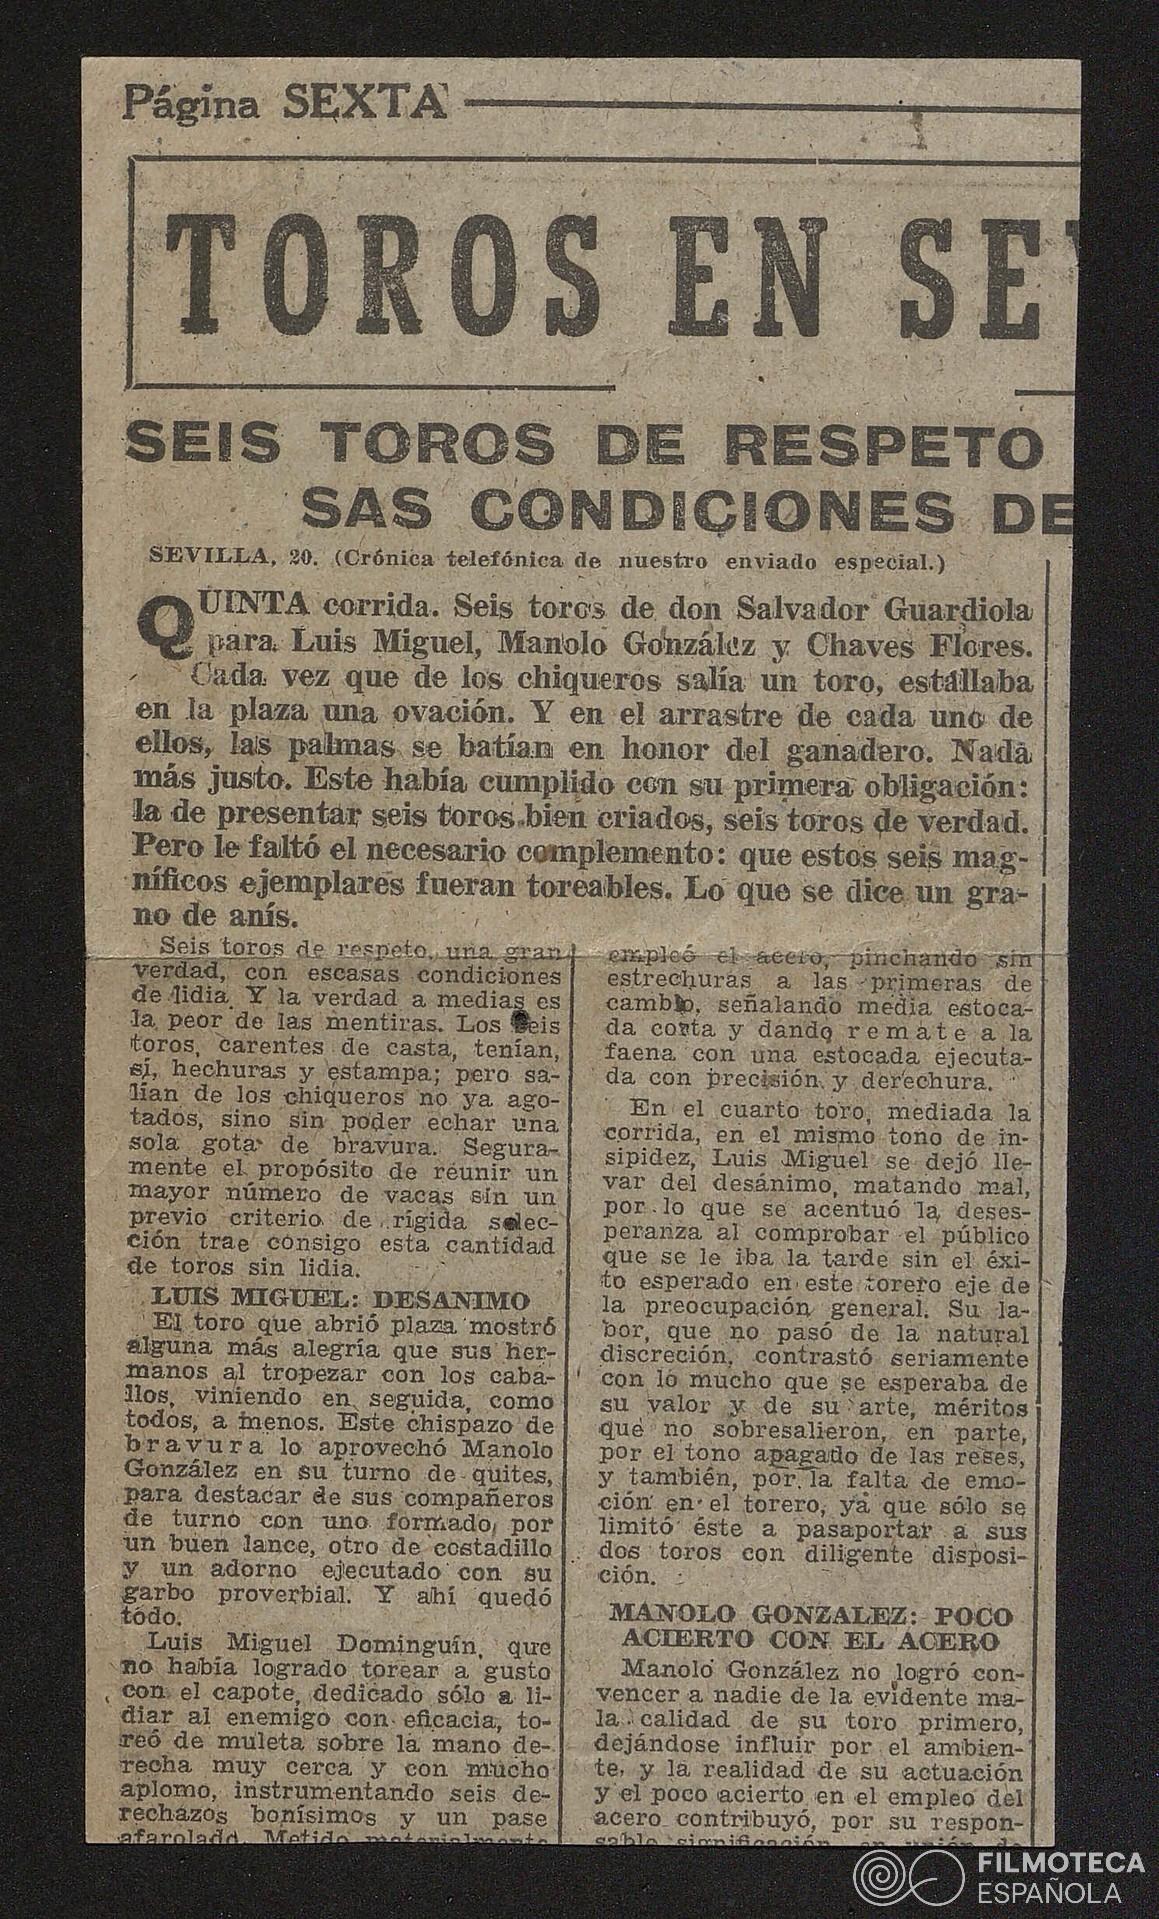 Página SEXTA
TOROS EN SE
SEIS TOROS DE RESPETO
SAS CONDICIONES DE
SEVILLA, 20. (Crónica telefónica de nuestro enviado especial.)
QUINTA corrida. Seis toros de don Salvador Guardiola
para Luis Miguel, Manolo González y Chaves Flores.
Cada vez que de los chiqueros salía un toro, estallaba
en la plaza una ovación. Y en el arrastre de cada uno de
ellos, las palmas se batían en honor del ganadero. Nada
más justo. Este había cumplido con su primera obligación:
la de presentar seis toros bien criados, seis toros de verdad.
Pero le faltó el necesario complemento: que estos seis mag-
níficos ejemplares fueran toreables. Lo que se dice un gra-
no de anís.
Seis toros de respeto, una gran
verdad, con escasas condiciones
de lidia. Y la verdad a medias es
la peor de las mentiras. Los seis
toros, carentes de casta, tenían,
sí, hechuras y estampa; pero sa-
lían de los chiqueros no ya ago-
tados, sino sin poder echar una
sola gota de bravura. Segura-
mente el propósito de reunir un
mayor número de vacas sin un
previo criterio de rígida selec-
ción trae consigo esta cantidad
de toros sin lidia.
LUIS MIGUEL: DESANIMO
El toro que abrió plaza mostró
alguna más alegría que sus her-
manos al tropezar con los caba-
llos, viniendo en seguida, como
todos, a menos. Este chispazo de
bravura lo aprovechó Manolo
González en su turno de quites,
para destacar de sus compañeros
de turno con uno formado por
un buen lance, otro de costadillo
y un adorno ejecutado con su
garbo proverbial. Y ahí quedó
todo.
Luis Miguel Dominguín, que
no había logrado torear a gusto
con el capote, dedicado sólo a li-
diar al enemigo con eficacia, to-
reó de muleta sobre la mano de-
recha muy cerca y con mucho
aplomo, instrumentando seis de-
rechazos bonísimos y un pase
afarolado. Metido materialmente
empleó el acero, pinchando sin
estrechuras a las primeras de
cambio, señalando media estoca-
da corta y dando remate a la
faena con una estocada ejecuta-
da con precisión y derechura.
En el cuarto toro, mediada la
corrida, en el mismo tono de in-
sipidez, Luis Miguel se dejó lle-
var del desánimo, matando mal,
por lo que se acentuó la deses-
peranza al comprobar el público
que se le iba la tarde sin el éxi-
to esperado en este torero eje de
la preocupación general. Su la-
bor, que no pasó de la natural
discreción, contrastó seriamente
con lo mucho que se esperaba de
su valor y de su arte, méritos
que no sobresalieron, en parte,
por el tono apagado de las reses,
y también, por la falta de emo-
ción en el torero, ya que sólo se
limitó éste a pasaportar a sus
dos toros con diligente disposi-
ción.
MANOLO GONZALEZ: POCO
ACIERTO CON EL ACERO
Manolo González no logró con-
vencer a nadie de la evidente ma-
la calidad de su toro primero,
dejándose influir por el ambien-
te, y la realidad de su actuación
y el poco acierto en el empleo del
acero contribuyó, por su respon-
sable significación, en unión de
FILMOTECA
ESPAÑOLA